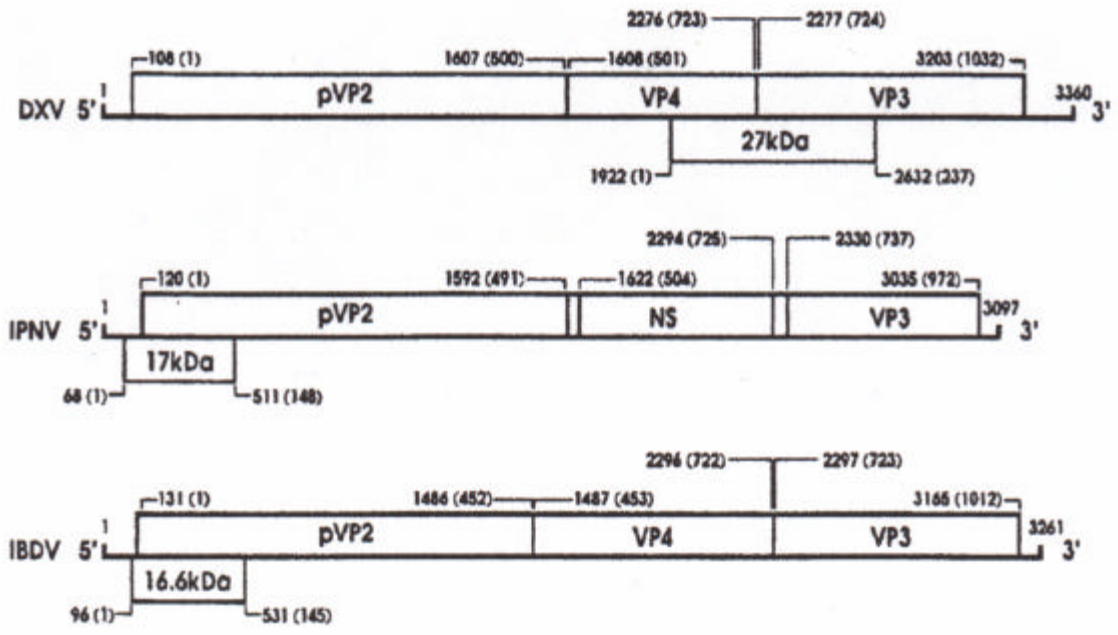 2276 (723) 2277 (724)
108 (1) 1607 (500) 1608 (501) 3203 (1032)
1 pVP2 VP4 VP3 3360
DXV 5' 3'
27kDa
1922 (1) 2632 (237)
2294 (725) 2330 (737)
120 (1) 1592 (491) 1622 (504) 3035 (972)
1 pVP2 NS VP3 3097
IPNV 5' 3'
17kDa
68 (1) 511 (148)
2296 (722) 2297 (723)
131 (1) 1486 (452) 1487 (453) 3165 (1012)
1 pVP2 VP4 VP3 3261
IBDV 5' 3'
16.6kDa
96 (1) 531 (145)